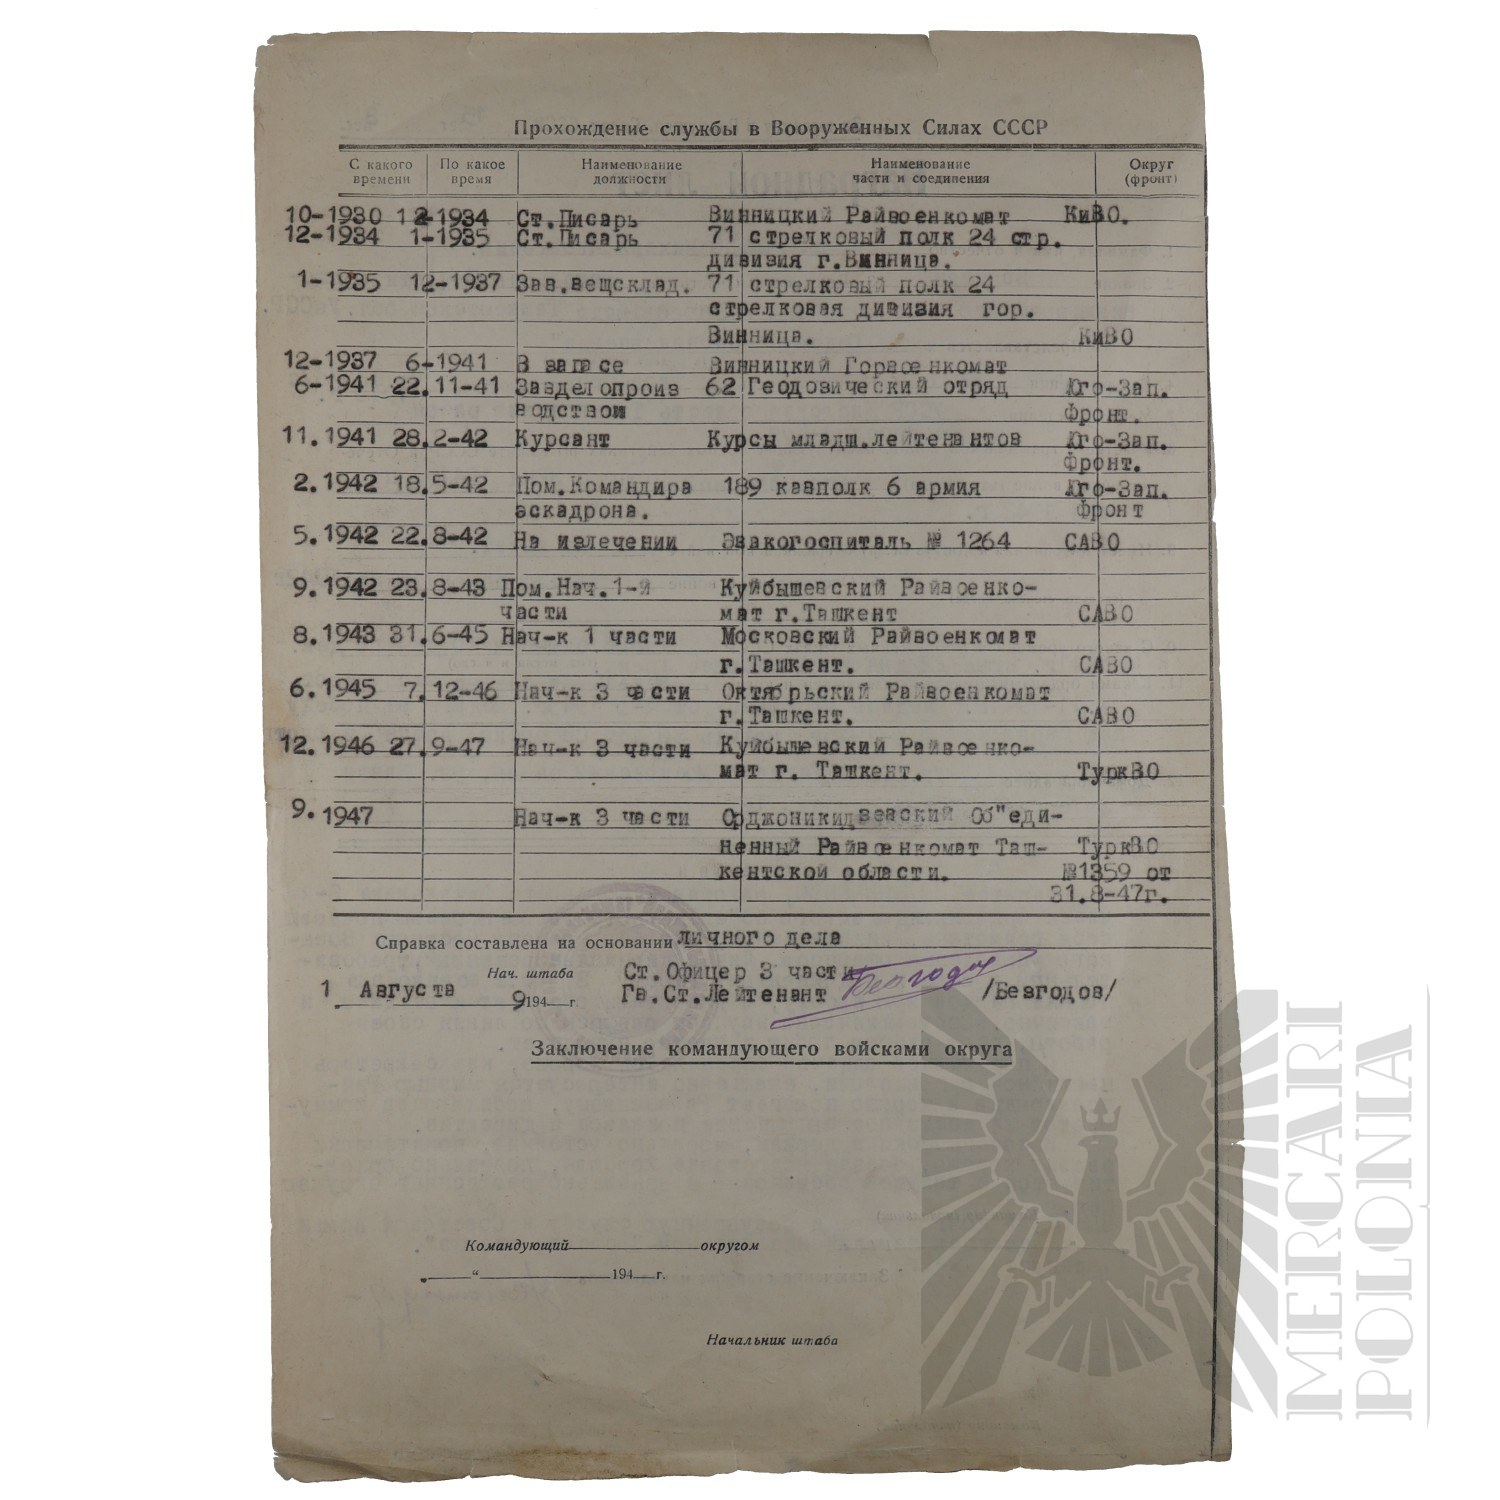 Прохождение службы в Вооруженных Силах СССР
С какого времени По какое время Наименование должности Наименование части и соединения Округ (фронт)
10-1930 12-1934 Ст.Писарь Винницкий Райвоенкомат КиВО.
12-1934 1-1935 Ст.Писарь 71 стрелковый полк 24 стр.
дивизия г.Винница.
1-1935 12-1937 Зав.вещсклад. 71 стрелковый полк 24
стрелковая дивизия гор.
Винница. КиВО
12-1937 6-1941 В запасе Винницкий Горвоенкомат
6-1941 22.11-41 Завделопроиз 62 Геодозический отряд Юго-Зап.
водством Фронт.
11.1941 28.2-42 Курсант Курсы младш.лейтенантов Юго-Зап.
Фронт.
2.1942 18.5-42 Пом.Командира 189 кавполк 6 армия Юго-Зап.
эскадрона. Фронт
5.1942 22.8-42 На излечении Эвакогоспиталь № 1264 САВО
9.1942 23.8-43 Пом.Нач.1-й Куйбышевский Райвоенко-
части мат г.Ташкент САВО
8.1943 31.6-45 Нач-к 1 части Московский Райвоенкомат
г.Ташкент. САВО
6.1945 7.12-46 Нач-к 3 части Октябрьский Райвоенкомат
г.Ташкент. САВО
12.1946 27.9-47 Нач-к 3 части Куйбышевский Райвоенко-
мат г. Ташкент. ТуркВО
9.1947 Нач-к 3 части Орджоникидзевский Об"еди-
ненный Райвоенкомат Таш- ТуркВО
кентской области. №1359 от
31.8-47г.
Справка составлена на основании личного дела
Нач. штаба Ст.Офицер 3 части
1 Августа 9194 г. Гв.Ст.Лейтенант Безгодов /Безгодов/
Заключение командующего войсками округа
Командующий округом
„ “ 194 г.
Начальник штаба
MERCARI
POLONIA